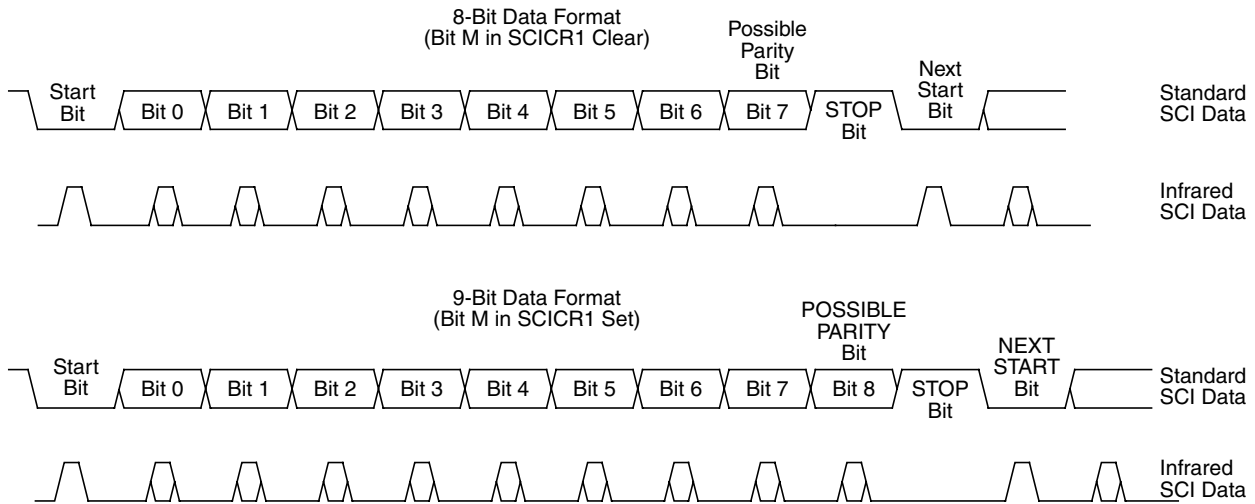 8-Bit Data Format
(Bit M in SCICR1 Clear)
Possible
Parity
Bit
Start
Bit
Bit 0
Bit 1
Bit 2
Bit 3
Bit 4
Bit 5
Bit 6
Bit 7
STOP
Bit
Next
Start
Bit
Standard
SCI Data
Infrared
SCI Data
9-Bit Data Format
(Bit M in SCICR1 Set)
POSSIBLE
PARITY
Bit
Start
Bit
Bit 0
Bit 1
Bit 2
Bit 3
Bit 4
Bit 5
Bit 6
Bit 7
Bit 8
STOP
Bit
NEXT
START
Bit
Standard
SCI Data
Infrared
SCI Data